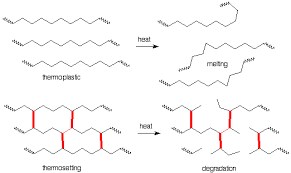 heat
melting
thermoplastic
heat
thermosetting
degradation